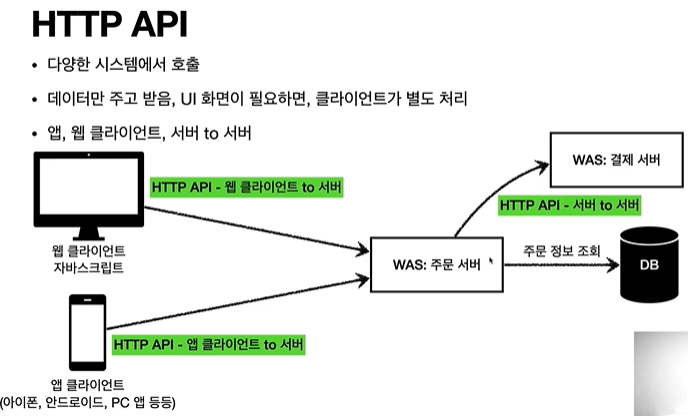 HTTP API
• 다양한 시스템에서 호출
• 데이터만 주고 받음, UI 화면이 필요하면, 클라이언트가 별도 처리
• 앱, 웹 클라이언트, 서버 to 서버
WAS: 결제 서버
HTTP API - 웹 클라이언트 to 서버
HTTP API - 서버 to 서버
웹 클라이언트
자바스크립트
WAS: 주문 서버
주문 정보 조회
DB
HTTP API - 앱 클라이언트 to 서버
앱 클라이언트
(아이폰, 안드로이드, PC 앱 등등)